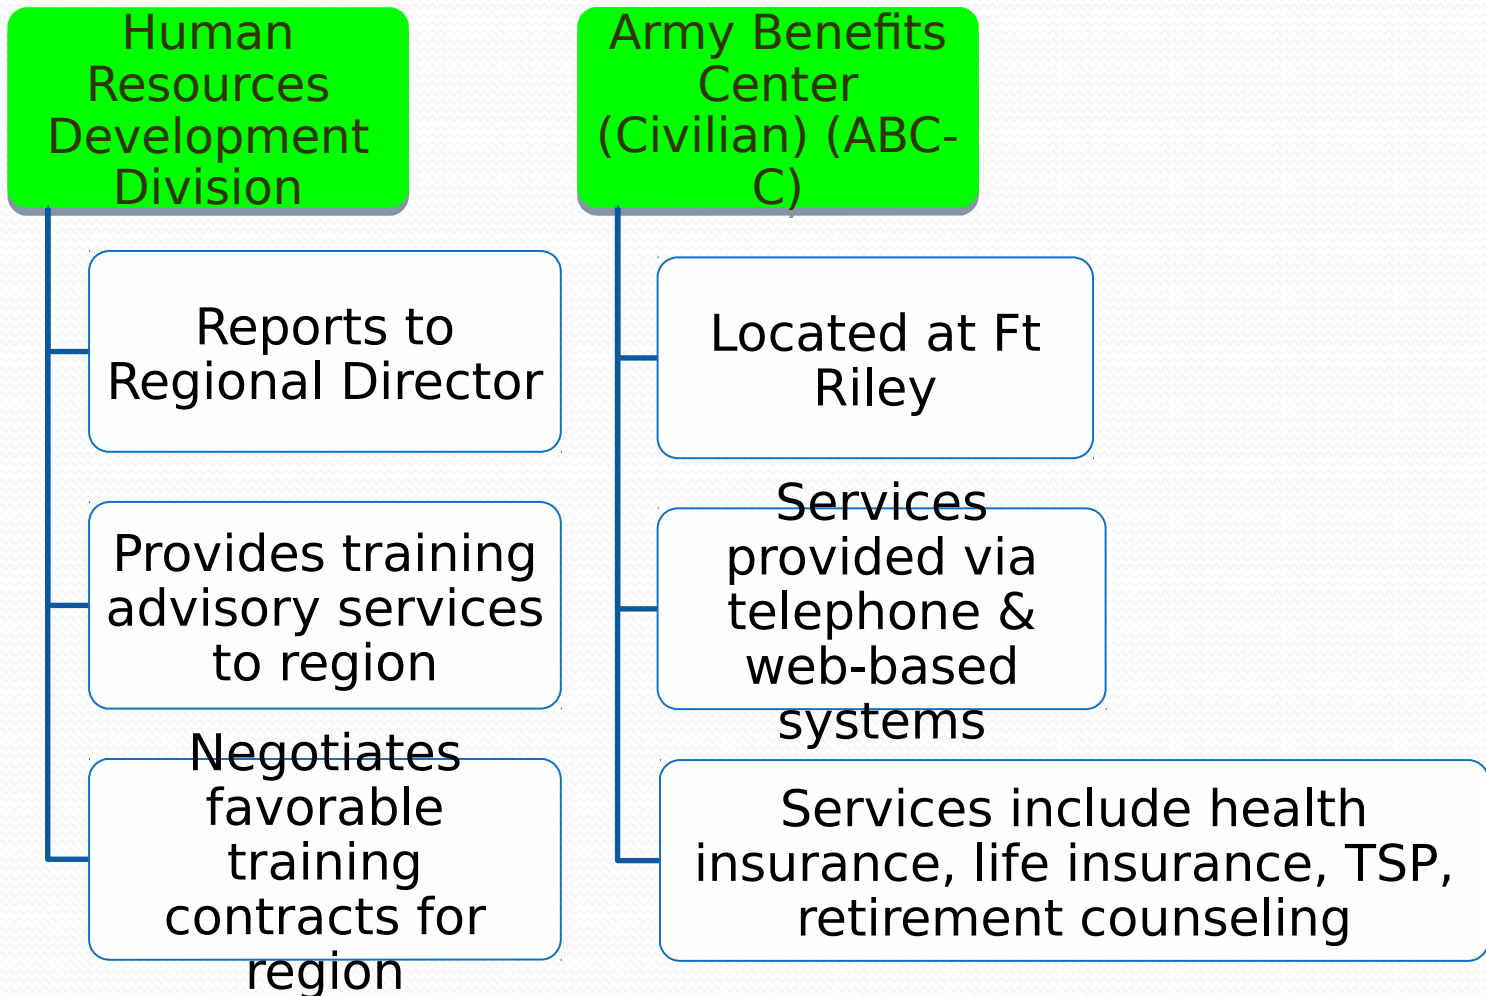 Human
Resources
Development
Division
Reports to
Regional Director
Provides training
advisory services
to region
Negotiates
favorable
training
contracts for
region
Army Benefits
Center
(Civilian) (ABC-
C)
Located at Ft
Riley
Services
provided via
telephone &
web-based
systems
Services include health
insurance, life insurance, TSP,
retirement counseling